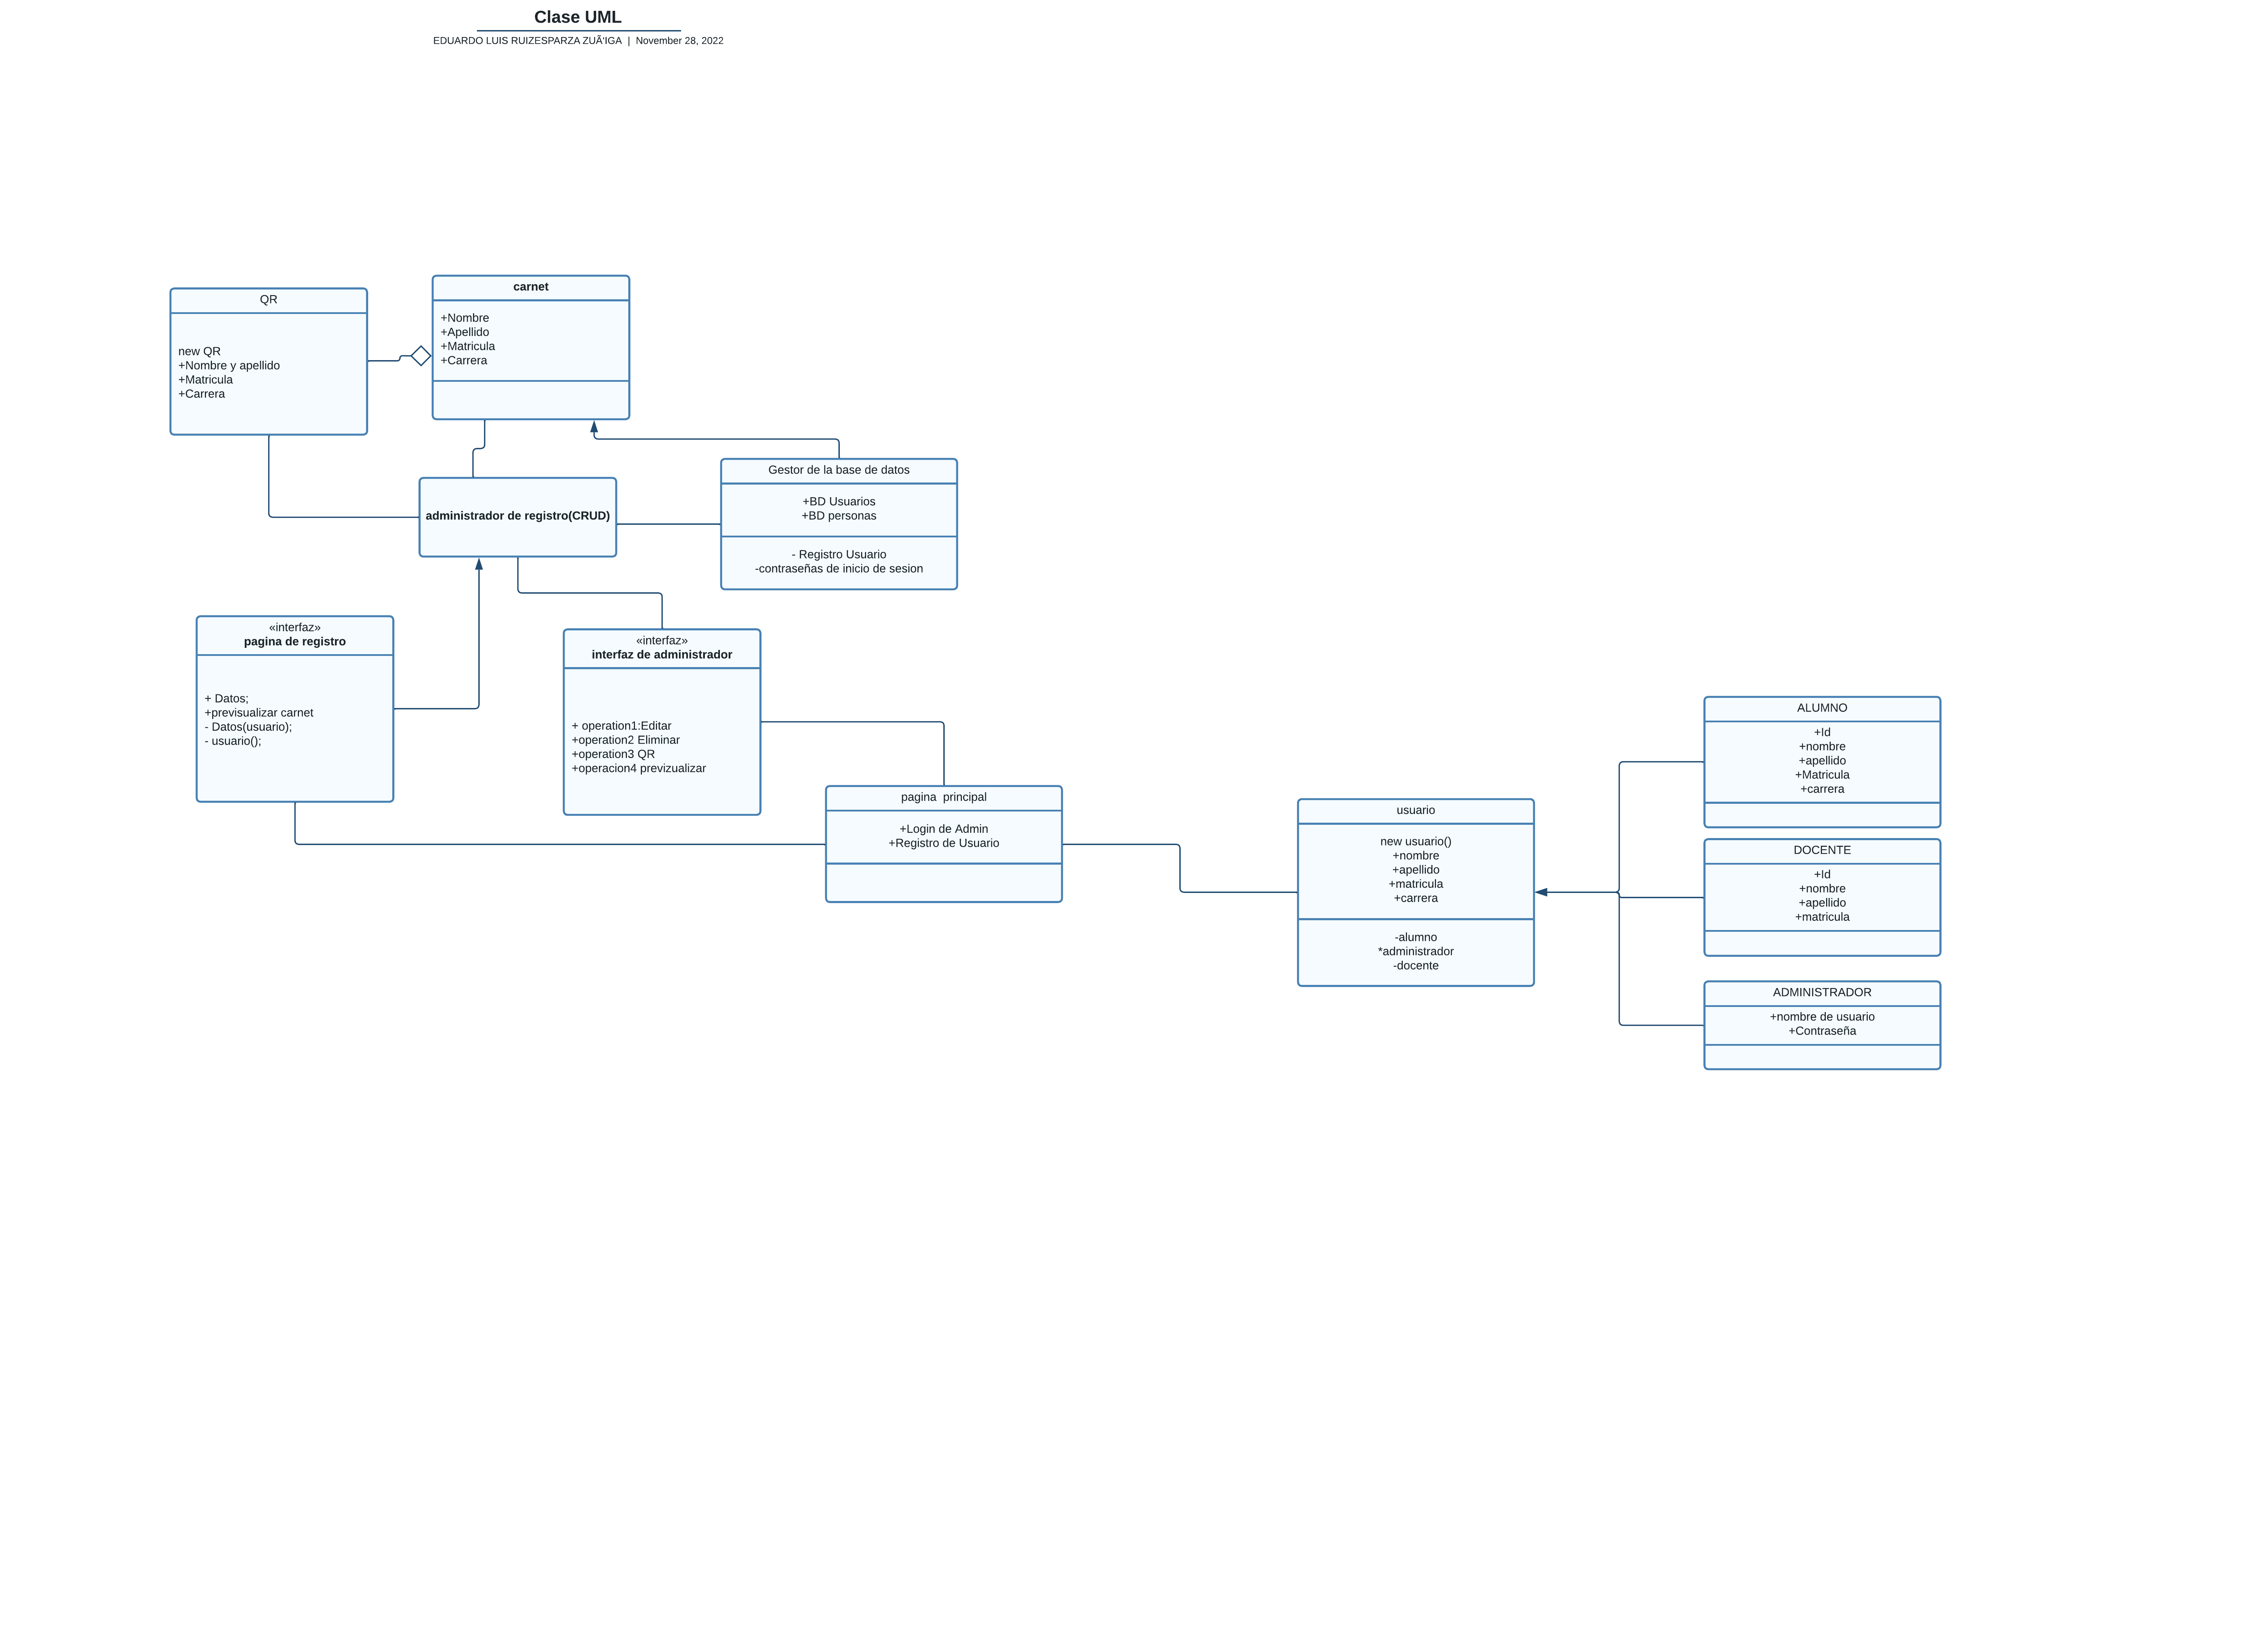 Clase UML
EDUARDO LUIS RUIZESPARZA ZUÃ'IGA | November 28, 2022
QR
new QR
+Nombre y apellido
+Matricula
+Carrera
carnet
+Nombre
+Apellido
+Matricula
+Carrera
administrador de registro(CRUD)
Gestor de la base de datos
+BD Usuarios
+BD personas
- Registro Usuario
-contraseñas de inicio de sesion
«interfaz»
pagina de registro
+ Datos;
+previsualizar carnet
- Datos(usuario);
- usuario();
«interfaz»
interfaz de administrador
+ operation1:Editar
+operation2 Eliminar
+operation3 QR
+operacion4 previzualizar
pagina  principal
+Login de Admin
+Registro de Usuario
usuario
new usuario()
+nombre
+apellido
+matricula
+carrera
-alumno
*administrador
-docente
ALUMNO
+Id
+nombre
+apellido
+Matricula
+carrera
DOCENTE
+Id
+nombre
+apellido
+matricula
ADMINISTRADOR
+nombre de usuario
+Contraseña